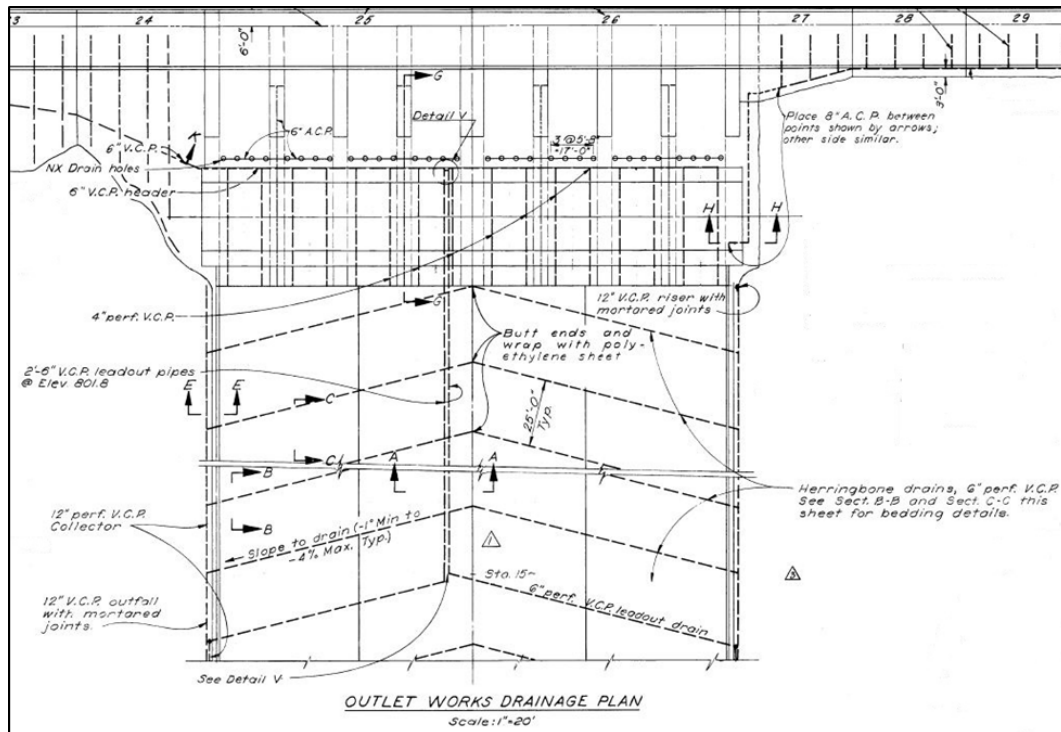 23
24
25
26
27
28
29
6'-0"
G
Detail V
K
6" V.C.P.
6" A.C.P.
3 @ 5'-8"
=17'-0"
3'-0"
Place 8" A.C.P. between
points shown by arrows;
other side similar.
NX Drain holes
6" V.C.P. header
H
H
4" perf. V.C.P.
G
12" V.C.P. riser with
mortared joints
Butt ends and
wrap with poly-
ethylene sheet
2'-6" V.C.P. leadout pipes
@ Elev. 801.8
E
E
C
25'-0"
Typ.
C
A
A
B
B
Herringbone drains, 6" perf. V.C.P.
See Sect. B-B and Sect. C-C this
sheet for bedding details.
12" perf. V.C.P.
Collector
Slope to drain (-1" Min to
-4% Max. Typ.)
1
3
Sta. 15~
6" perf. V.C.P. leadout drain
12" V.C.P. outfall
with mortared
joints.
See Detail V
OUTLET WORKS DRAINAGE PLAN
Scale: 1"=20'